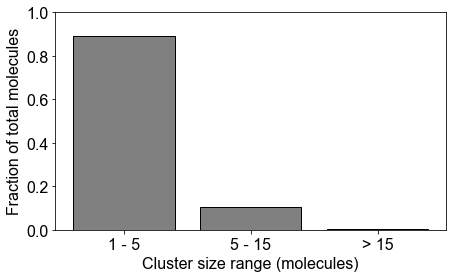 Fraction of total molecules
1.0
0.8
0.6
0.4
0.2
0.0
1 - 5
5 - 15
> 15
Cluster size range (molecules)